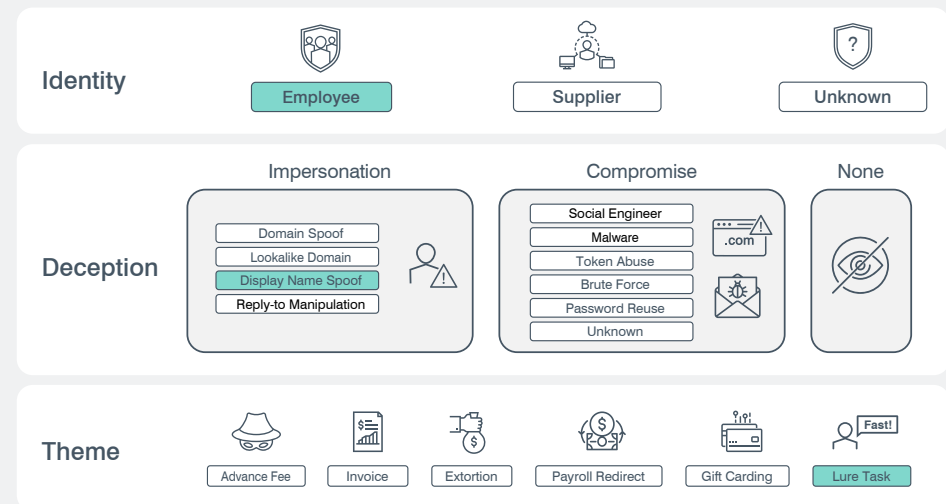 Identity
?
Employee
Supplier
Unknown
Deception
Impersonation
Domain Spoof
Lookalike Domain
Display Name Spoof
Reply-to Manipulation
!
Compromise
Social Engineer
Malware
Token Abuse
Brute Force
Password Reuse
Unknown
!
.com
None
Theme
$
$
$
Fast!
Advance Fee
Invoice
Extortion
Payroll Redirect
Gift Carding
Lure Task